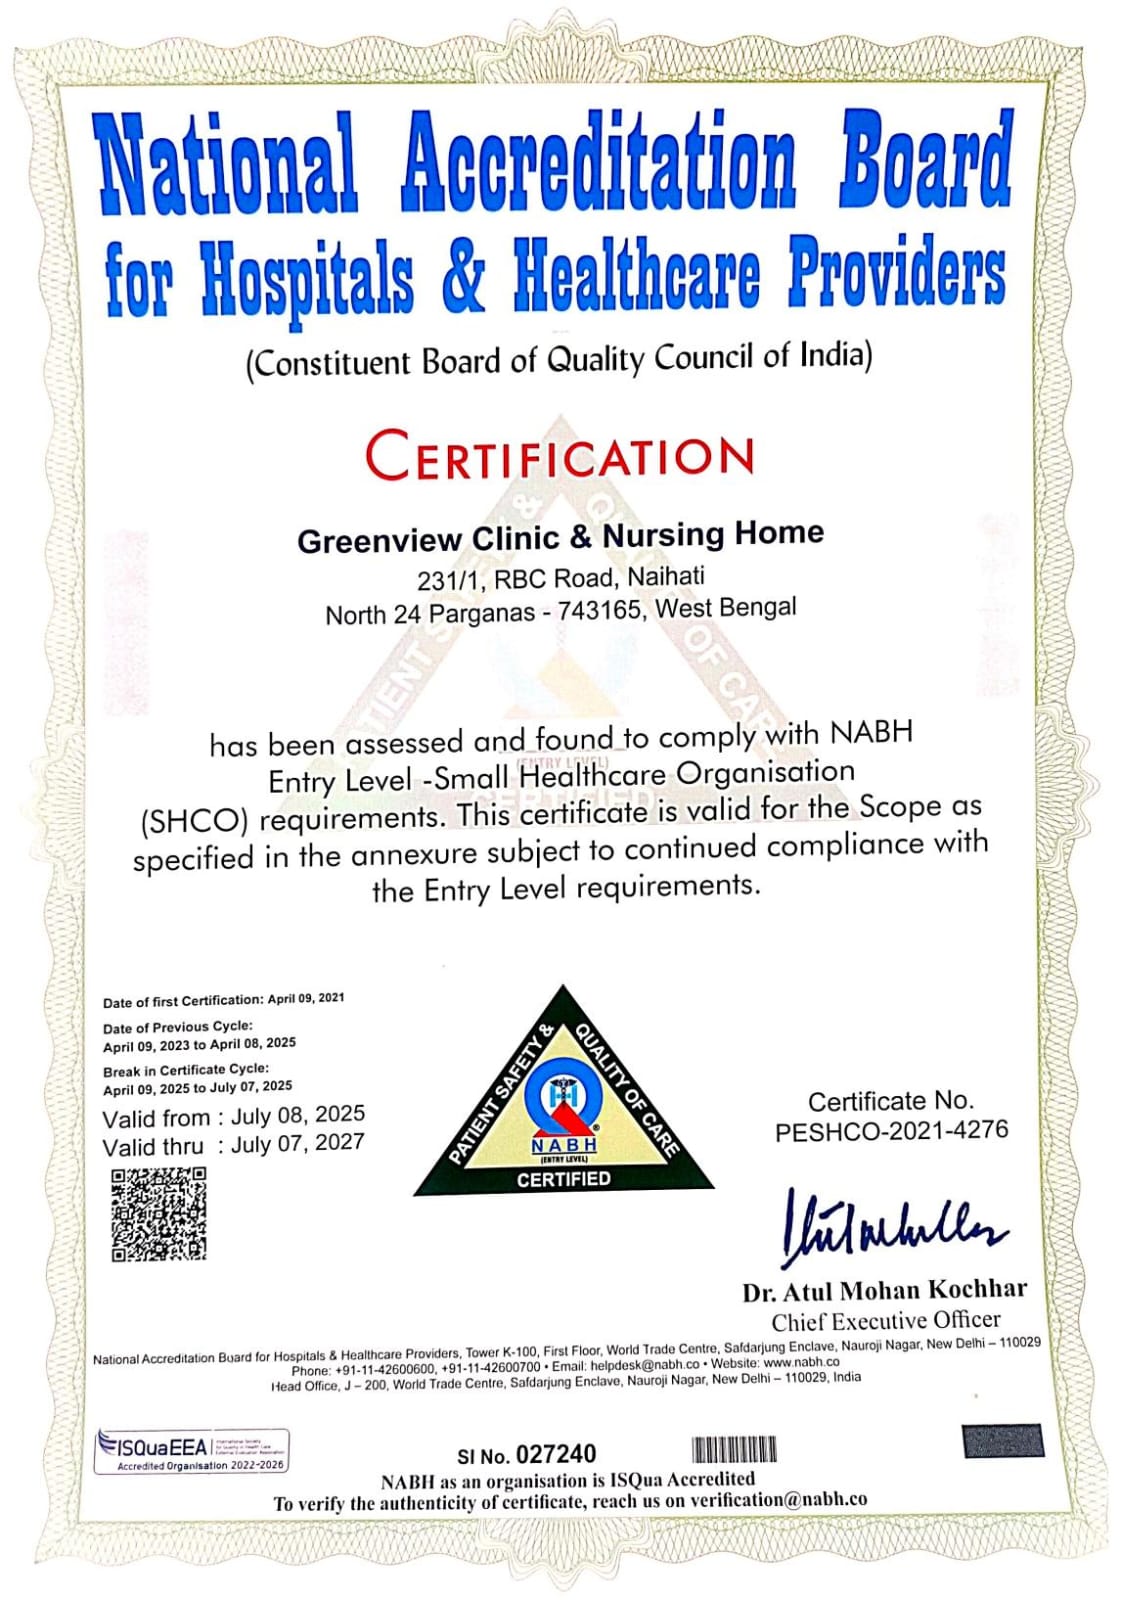 National Accreditation Board
for Hospitals & Healthcare Providers
(Constituent Board of Quality Council of India)
CERTIFICATION
Greenview Clinic & Nursing Home
231/1, RBC Road, Naihati
North 24 Parganas - 743165, West Bengal
has been assessed and found to comply with NABH
Entry Level -Small Healthcare Organisation
(SHCO) requirements. This certificate is valid for the Scope as
specified in the annexure subject to continued compliance with
the Entry Level requirements.
Date of first Certification: April 09, 2021
Date of Previous Cycle:
April 09, 2023 to April 08, 2025
Break in Certificate Cycle:
April 09, 2025 to July 07, 2025
Valid from : July 08, 2025
Valid thru : July 07, 2027
PATIENT SAFETY &
QUALITY OF CARE
NABH
(ENTRY LEVEL)
CERTIFIED
Certificate No.
PESHCO-2021-4276
Dr. Atul Mohan Kochhar
Chief Executive Officer
National Accreditation Board for Hospitals & Healthcare Providers, Tower K-100, First Floor, World Trade Centre, Safdarjung Enclave, Nauroji Nagar, New Delhi – 110029
Phone: +91-11-42600600, +91-11-42600700 • Email: helpdesk@nabh.co • Website: www.nabh.co
Head Office, J – 200, World Trade Centre, Safdarjung Enclave, Nauroji Nagar, New Delhi – 110029, India
ISQuaEEA
Accredited Organisation 2022-2026
SI No. 027240
NABH as an organisation is ISQua Accredited
To verify the authenticity of certificate, reach us on verification@nabh.co